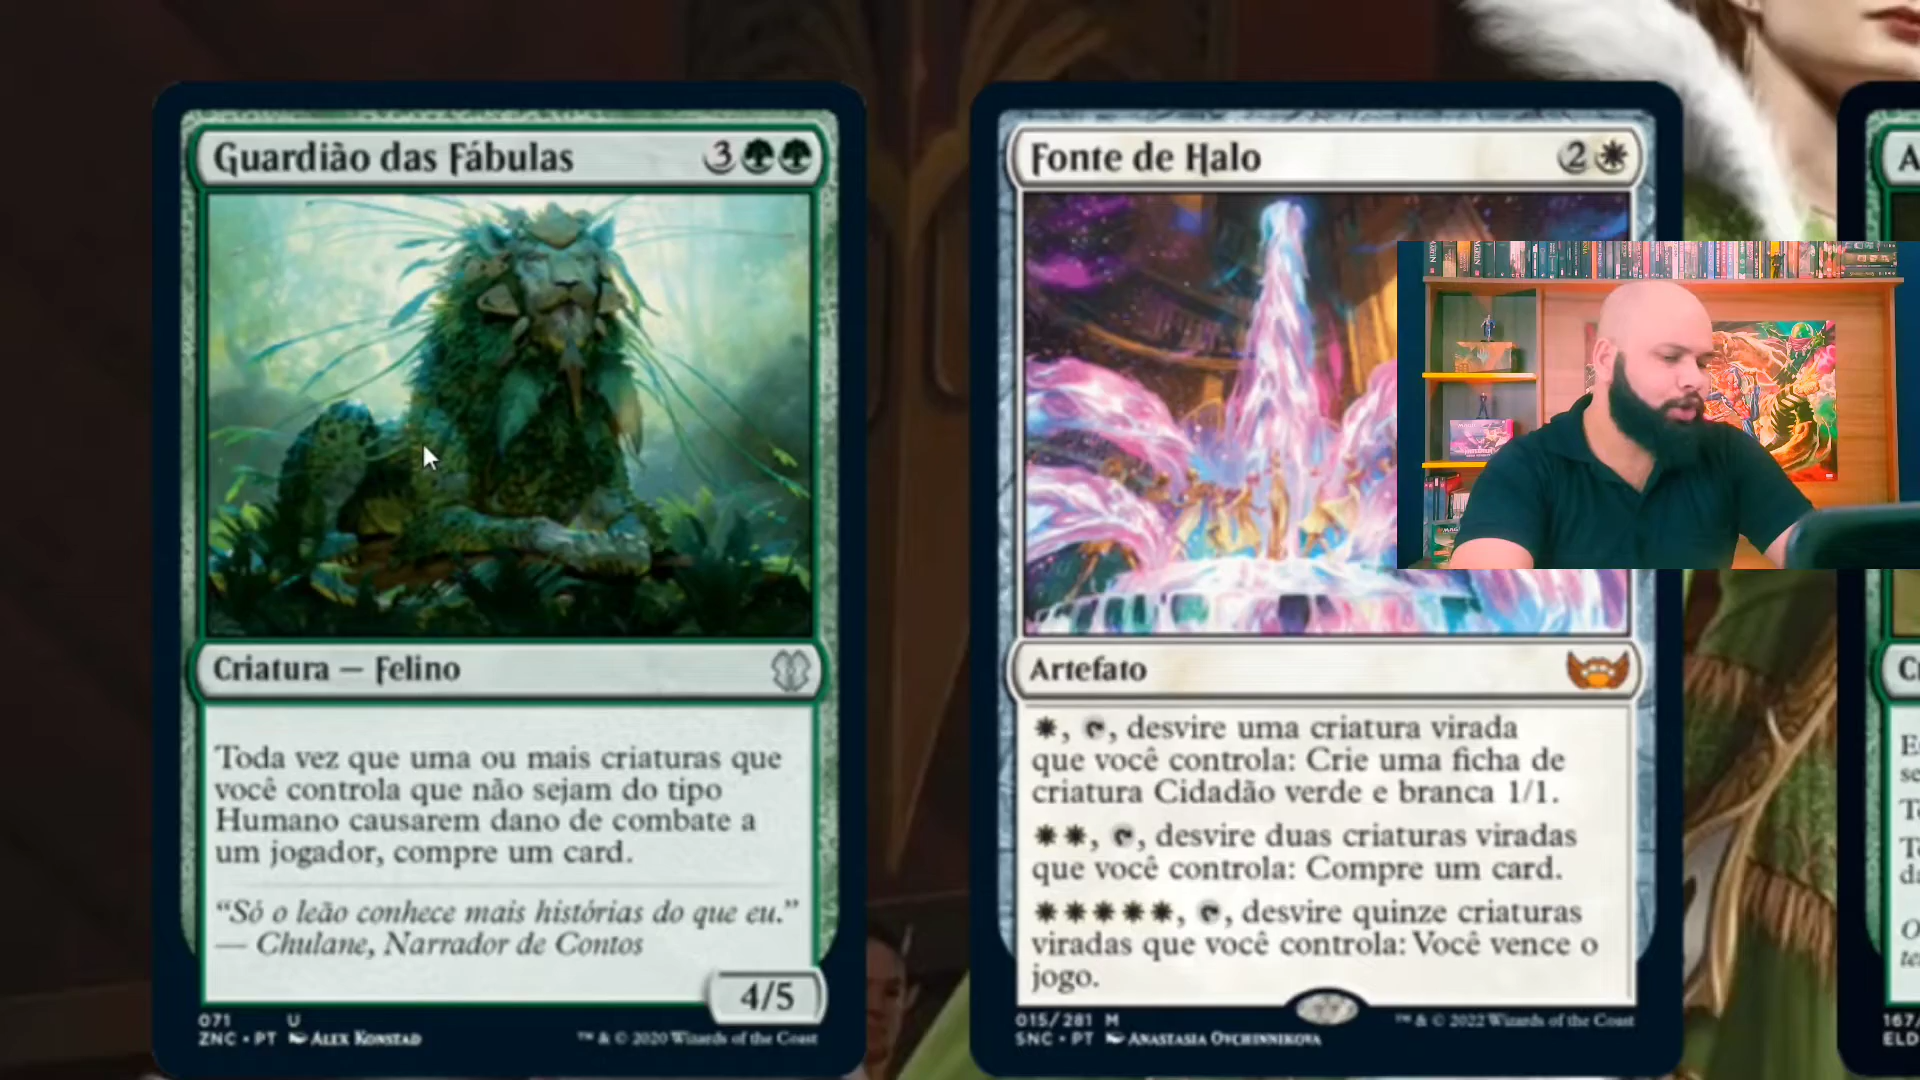 Guardião das Fábulas
3
Criatura — Felino
Toda vez que uma ou mais criaturas que
você controla que não sejam do tipo
Humano causarem dano de combate a
um jogador, compre um card.
“Só o leão conhece mais histórias do que eu.”
— Chulane, Narrador de Contos
4/5
071 U
ZNC • PT ALEX KONSTAD
™ & © 2020 Wizards of the Coast
Fonte de Halo
2
Artefato
, , desvire uma criatura virada
que você controla: Crie uma ficha de
criatura Cidadão verde e branca 1/1.
, , desvire duas criaturas viradas
que você controla: Compre um card.
, , desvire quinze criaturas
viradas que você controla: Você vence o
jogo.
015/281 M
SNC • PT ANASTASIA OVCHINNIKOVA
™ & © 2022 Wizards of the Coast
A
167/
ELD